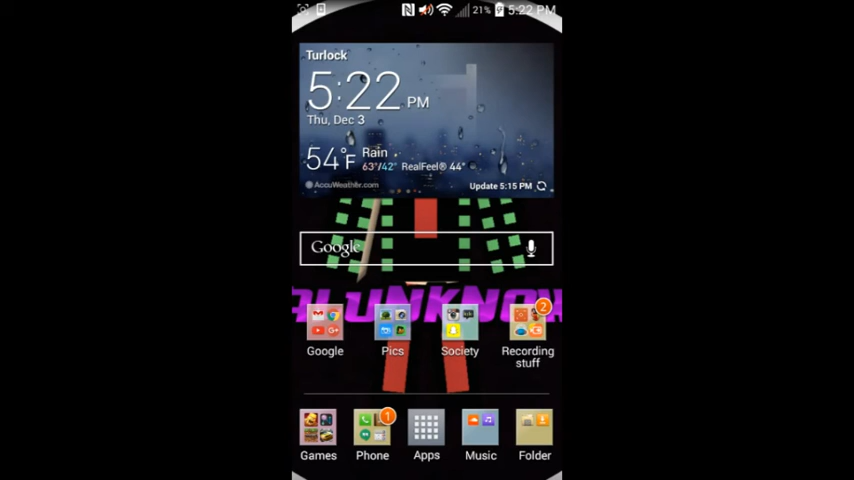 21% 5:22 PM
Turlock
5:22 PM
Thu, Dec 3
54°F Rain
63°/42° RealFeel® 44°
AccuWeather.com
Update 5:15 PM
Google
ALUNKNOW
2
Google Pics Society Recording stuff
1
Games Phone Apps Music Folder